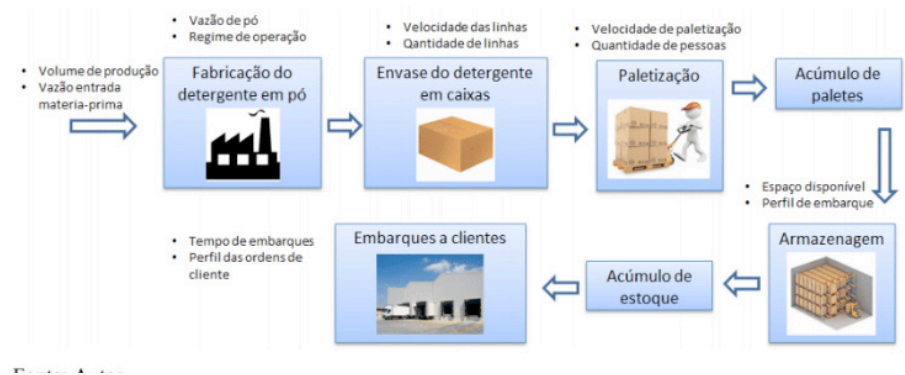 • Vazão de pó
• Regime de operação
• Velocidade das linhas
• Qantidade de linhas
• Velocidade de paletização
• Quantidade de pessoas
• Volume de produção
• Vazão entrada
materia-prima
Fabricação do
detergente em pó
Envase do detergente
em caixas
Paletização
Acúmulo de
paletes
• Espaço disponível
• Perfil de embarque
• Tempo de embarques
• Perfil das ordens de
cliente
Embarques a clientes
Acúmulo de
estoque
Armazenagem